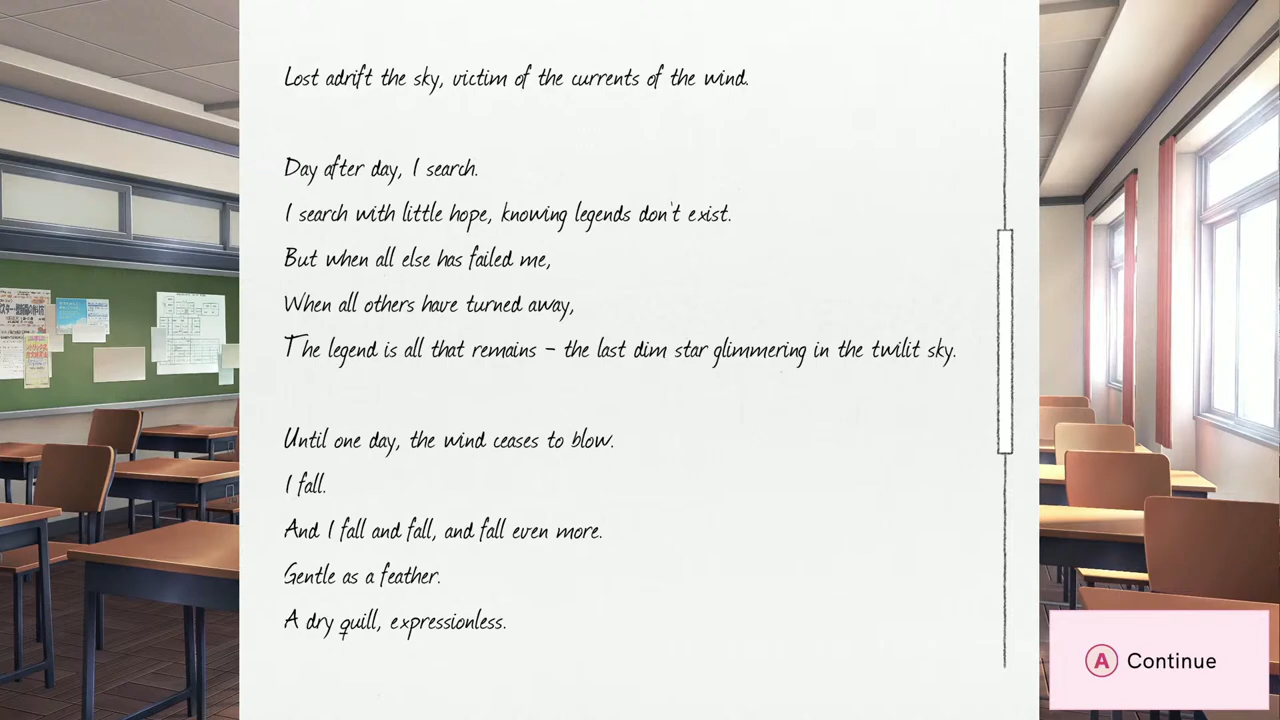 Lost adrift the sky, victim of the currents of the wind.
Day after day, I search.
I search with little hope, knowing legends don't exist.
But when all else has failed me,
When all others have turned away,
The legend is all that remains – the last dim star glimmering in the twilit sky.
Until one day, the wind ceases to blow.
I fall.
And I fall and fall, and fall even more.
Gentle as a feather.
A dry quill, expressionless.
A Continue